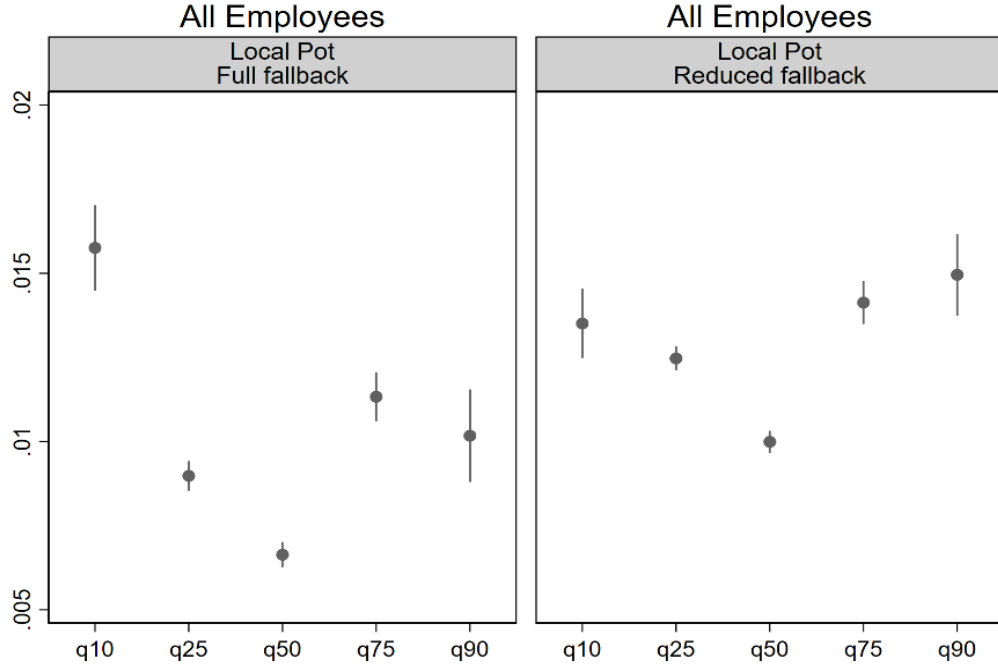 All Employees
Local Pot
Full fallback
All Employees
Local Pot
Reduced fallback
.02
.015
.01
.005
q10 q25 q50 q75 q90
q10 q25 q50 q75 q90